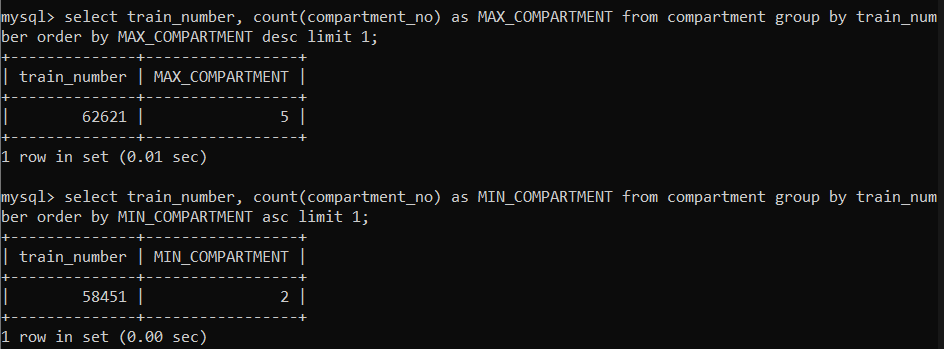 mysql> select train_number, count(compartment_no) as MAX_COMPARTMENT from compartment group by train_num
ber order by MAX_COMPARTMENT desc limit 1;
+--------------+-----------------+
| train_number | MAX_COMPARTMENT |
+--------------+-----------------+
|        62621 |               5 |
+--------------+-----------------+
1 row in set (0.01 sec)

mysql> select train_number, count(compartment_no) as MIN_COMPARTMENT from compartment group by train_num
ber order by MIN_COMPARTMENT asc limit 1;
+--------------+-----------------+
| train_number | MIN_COMPARTMENT |
+--------------+-----------------+
|        58451 |               2 |
+--------------+-----------------+
1 row in set (0.00 sec)